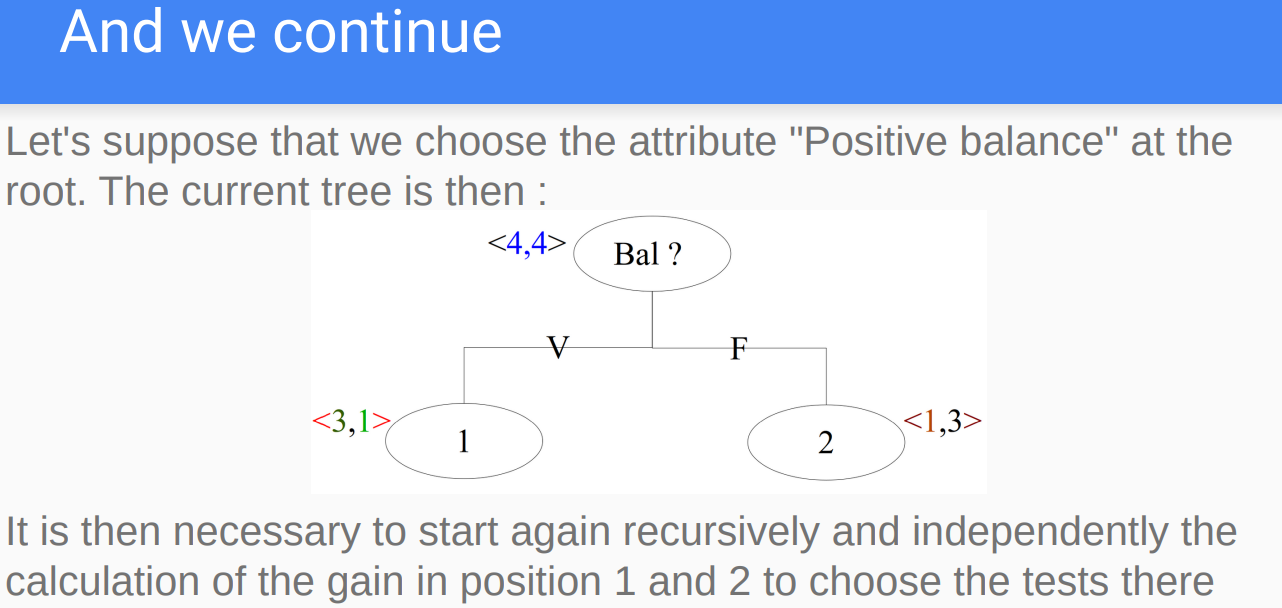 And we continue
Let's suppose that we choose the attribute "Positive balance" at the
root. The current tree is then :
<4,4> Bal ?
V F
<3,1> 1 2 <1,3>
It is then necessary to start again recursively and independently the
calculation of the gain in position 1 and 2 to choose the tests there